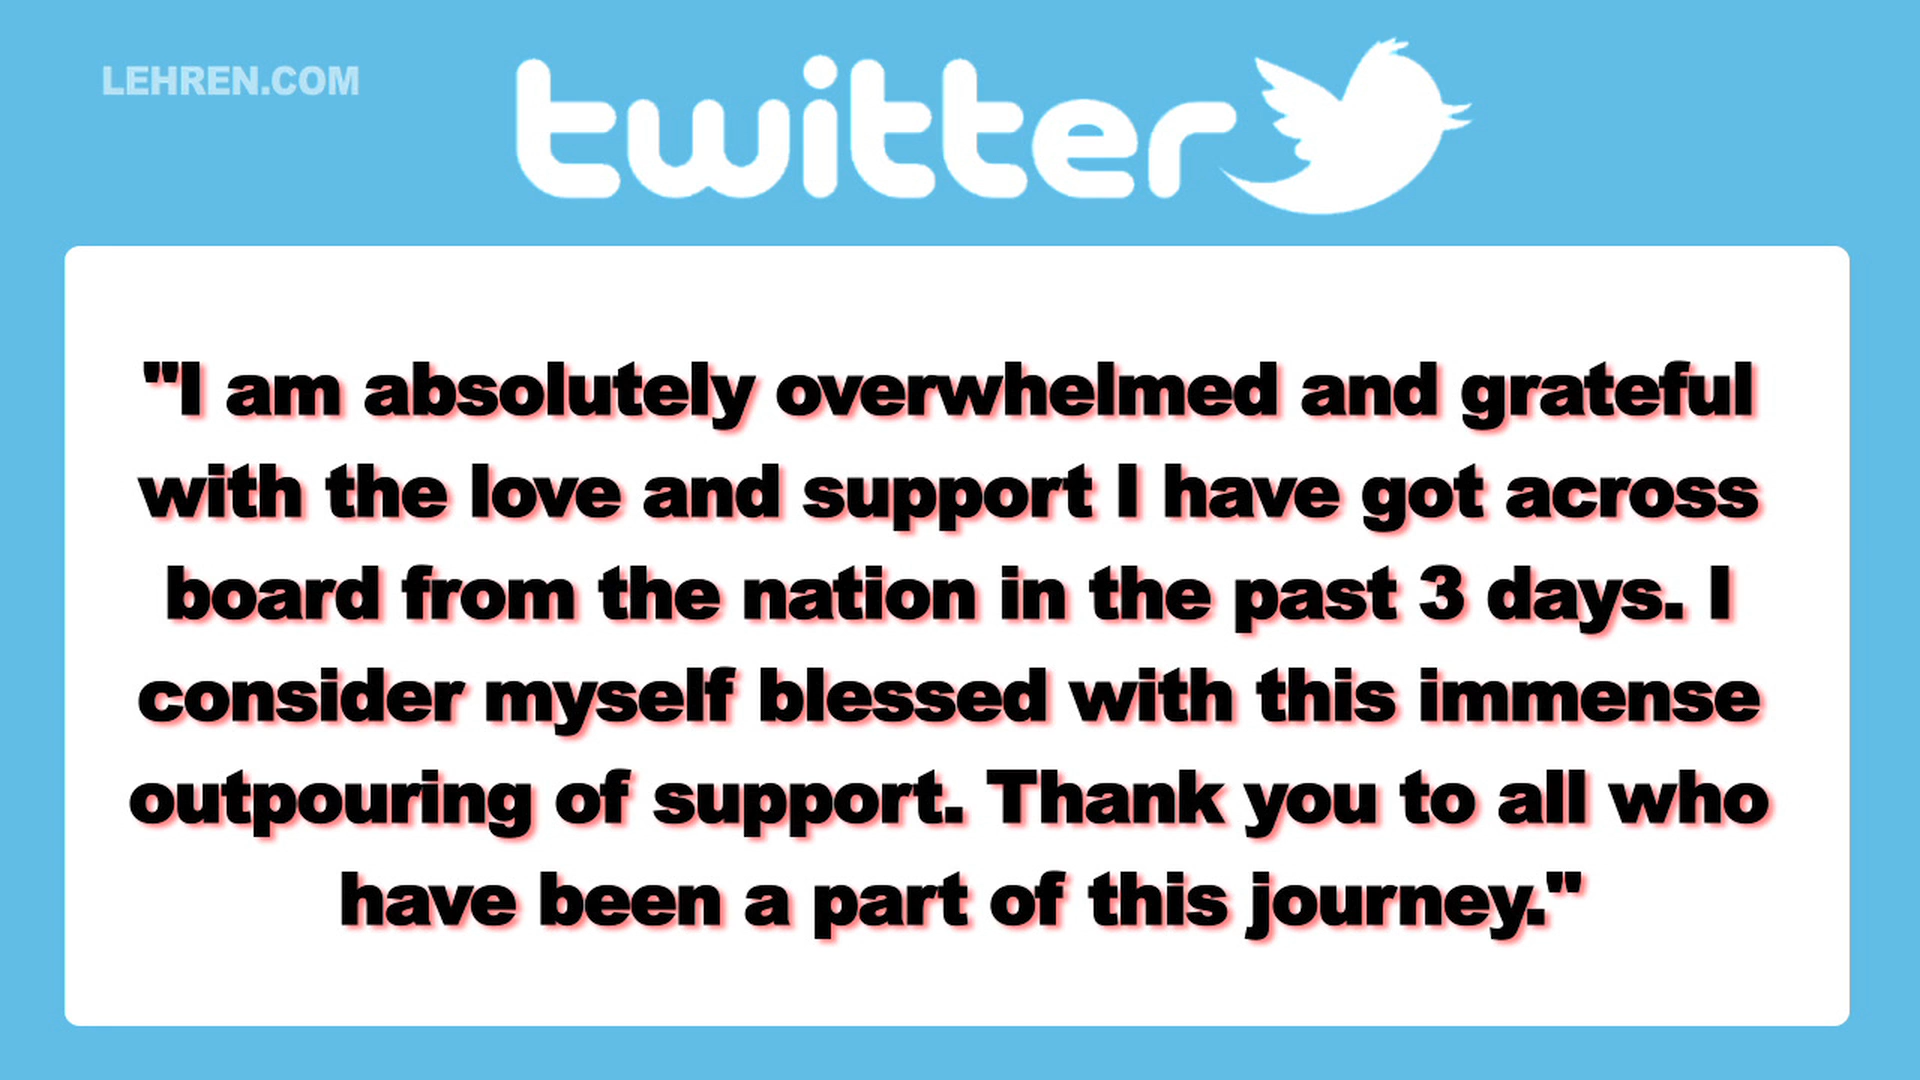 LEHREN.COM
twitter
"I am absolutely overwhelmed and grateful
with the love and support I have got across
board from the nation in the past 3 days. I
consider myself blessed with this immense
outpouring of support. Thank you to all who
have been a part of this journey."